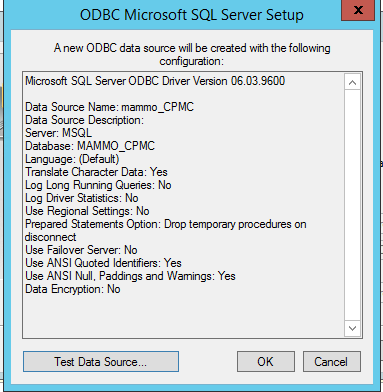 ODBC Microsoft SQL Server Setup
x
A new ODBC data source will be created with the following
configuration:
Microsoft SQL Server ODBC Driver Version 06.03.9600
Data Source Name: mammo_CPMC
Data Source Description:
Server: MSQL
Database: MAMMO_CPMC
Language: (Default)
Translate Character Data: Yes
Log Long Running Queries: No
Log Driver Statistics: No
Use Regional Settings: No
Prepared Statements Option: Drop temporary procedures on
disconnect
Use Failover Server: No
Use ANSI Quoted Identifiers: Yes
Use ANSI Null, Paddings and Warnings: Yes
Data Encryption: No
Test Data Source...
OK
Cancel